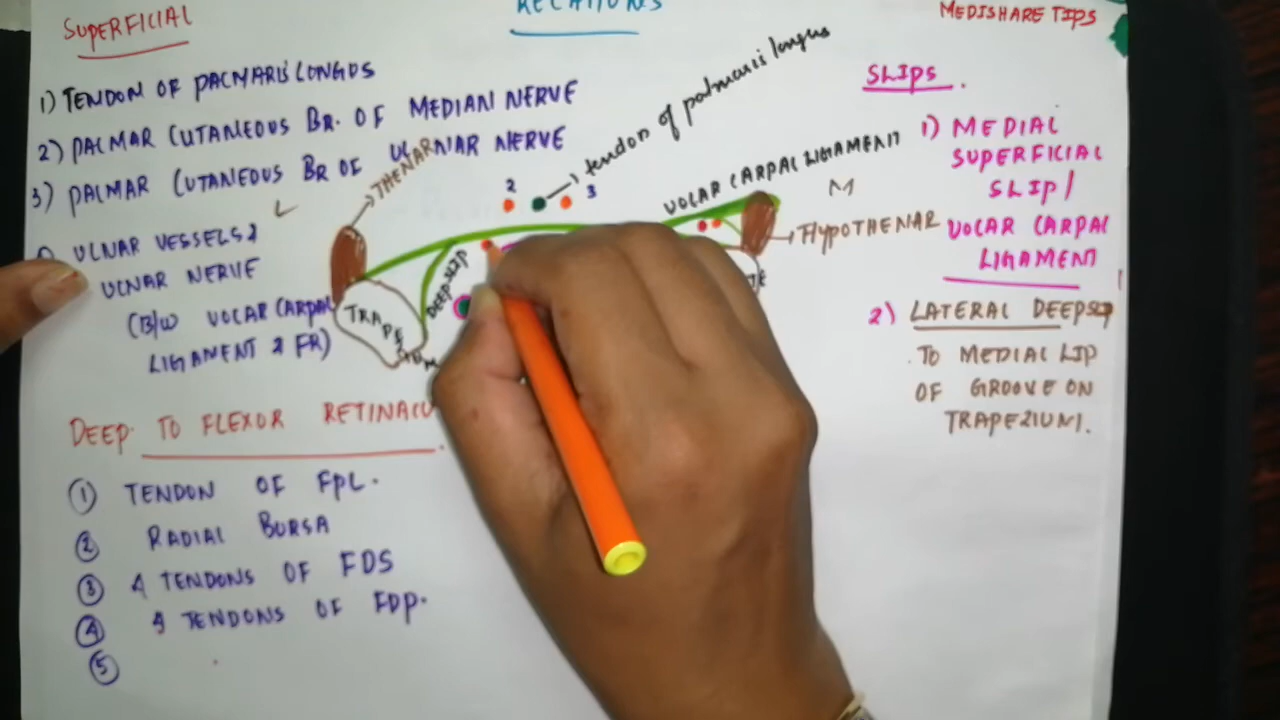 SUPERFICIAL
RELATIONS
MEDISHARE TIPS
1) TENDON OF PALMARIS LONGUS
2) PALMAR CUTANEOUS BR. OF MEDIAN NERVE
3) PALMAR CUTANEOUS BR OF ULNAR NERVE
ULNAR VESSELS &
ULNAR NERVE
(B/W VOLAR CARPAL
LIGAMENT & FR)
L
THENAR
2
3
tendon of palmaris longus
VOLAR CARPAL LIGAMENT
M
HYPOTHENAR
DEEP SLIP
TRAPEZIUM
SLIPS.
1) MEDIAL
SUPERFICIAL
SLIP/
VOLAR CARPAL
LIGAMENT
2) LATERAL DEEP
TO MEDIAL LIP
OF GROOVE ON
TRAPEZIUM.
DEEP TO FLEXOR RETINACU
1 TENDON OF FPL.
2 RADIAL BURSA
3 4 TENDONS OF FDS
4 4 TENDONS OF FDP.
5